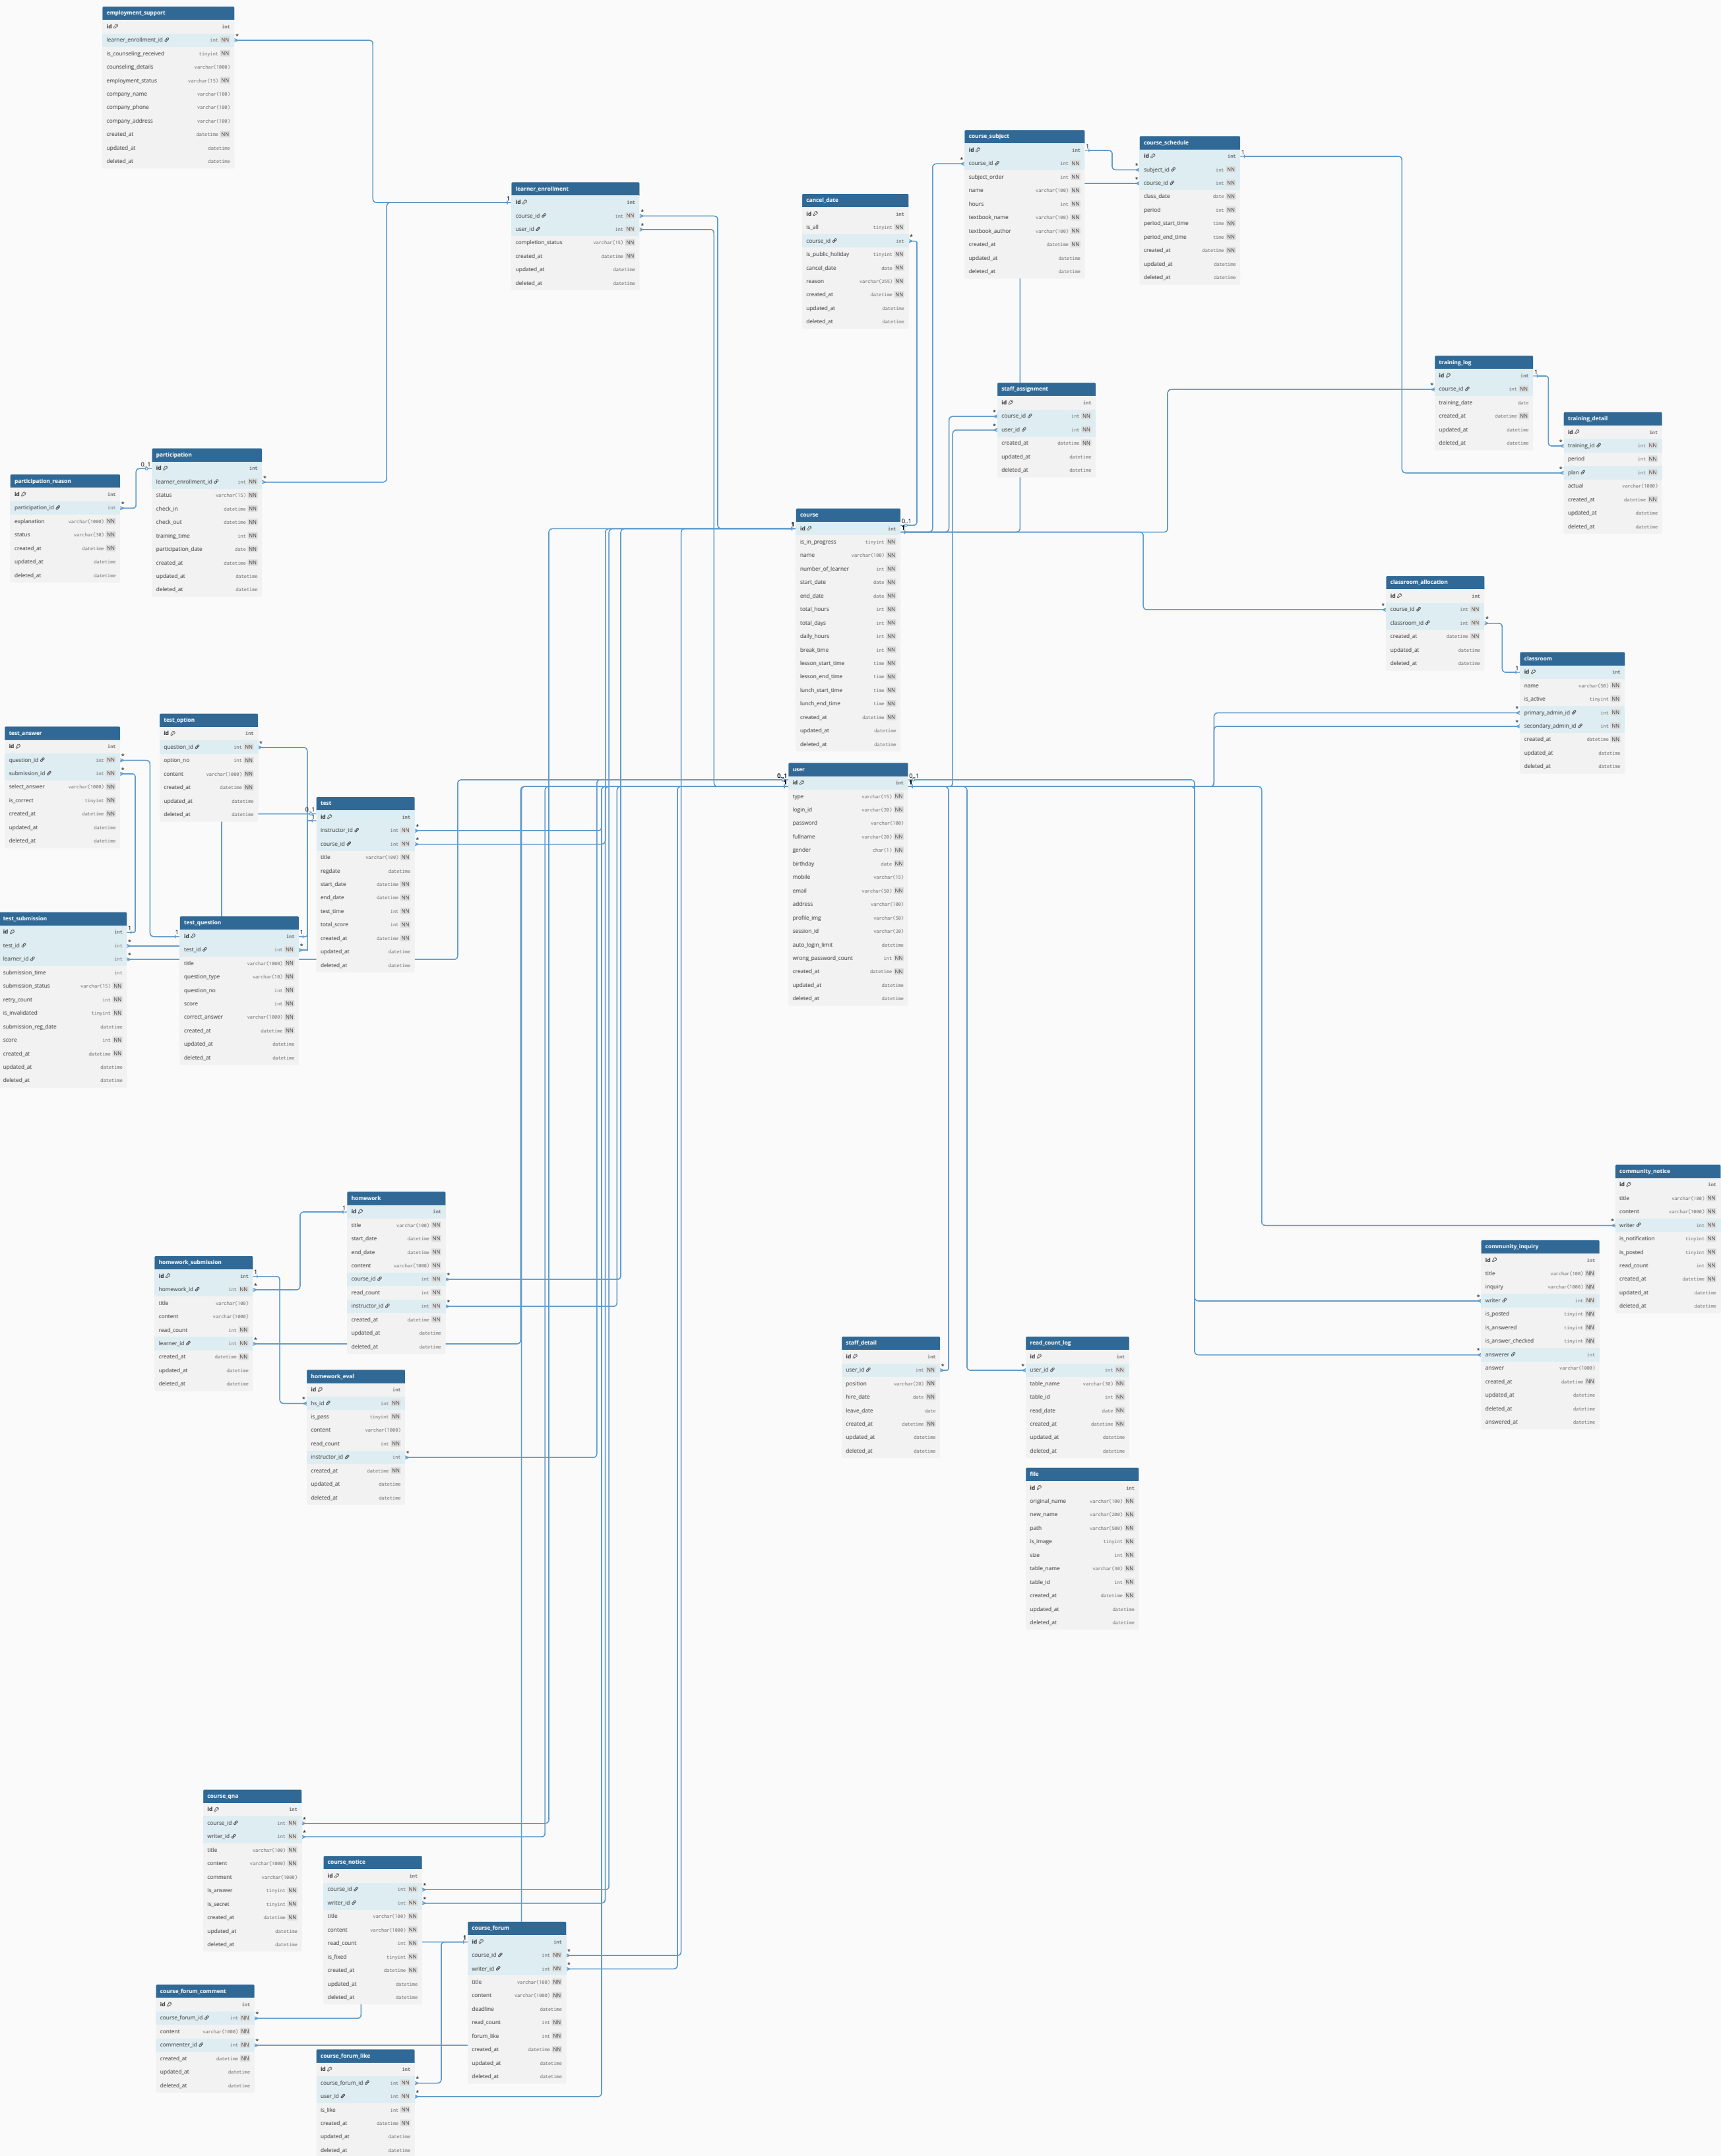 employment_support
id int
learner_enrollment_id int NN
is_counseling_received tinyint NN
counseling_details varchar(1000)
employment_status varchar(15) NN
company_name varchar(100)
company_phone varchar(100)
company_address varchar(100)
created_at datetime NN
updated_at datetime
deleted_at datetime
learner_enrollment
id int
course_id int NN
user_id int NN
completion_status varchar(15) NN
created_at datetime NN
updated_at datetime
deleted_at datetime
cancel_date
id int
is_all tinyint NN
course_id int
is_public_holiday tinyint NN
cancel_date date NN
reason varchar(255) NN
created_at datetime NN
updated_at datetime
deleted_at datetime
course_subject
id int
course_id int NN
subject_order int NN
name varchar(100) NN
hours int NN
textbook_name varchar(100) NN
textbook_author varchar(100) NN
created_at datetime NN
updated_at datetime
deleted_at datetime
course_schedule
id int
subject_id int NN
course_id int NN
class_date date NN
period int NN
period_start_time time NN
period_end_time time NN
created_at datetime NN
updated_at datetime
deleted_at datetime
staff_assignment
id int
course_id int NN
user_id int NN
created_at datetime NN
updated_at datetime
deleted_at datetime
training_log
id int
course_id int NN
training_date date
created_at datetime NN
updated_at datetime
deleted_at datetime
training_detail
id int
training_id int NN
period int NN
plan int NN
actual varchar(1000)
created_at datetime NN
updated_at datetime
deleted_at datetime
participation
id int
learner_enrollment_id int NN
status varchar(15) NN
check_in datetime NN
check_out datetime NN
training_time int NN
participation_date date NN
created_at datetime NN
updated_at datetime
deleted_at datetime
participation_reason
id int
participation_id int
explanation varchar(1000) NN
status varchar(30) NN
created_at datetime NN
updated_at datetime
deleted_at datetime
course
id int
is_in_progress tinyint NN
name varchar(100) NN
number_of_learner int NN
start_date date NN
end_date date NN
total_hours int NN
total_days int NN
daily_hours int NN
break_time int NN
lesson_start_time time NN
lesson_end_time time NN
lunch_start_time time NN
lunch_end_time time NN
created_at datetime NN
updated_at datetime
deleted_at datetime
classroom_allocation
id int
course_id int NN
classroom_id int NN
created_at datetime NN
updated_at datetime
deleted_at datetime
classroom
id int
name varchar(50) NN
is_active tinyint NN
primary_admin_id int NN
secondary_admin_id int NN
created_at datetime NN
updated_at datetime
deleted_at datetime
test_answer
id int
question_id int NN
submission_id int NN
select_answer varchar(1000) NN
is_correct tinyint NN
created_at datetime NN
updated_at datetime
deleted_at datetime
test_option
id int
question_id int NN
option_no int NN
content varchar(1000) NN
created_at datetime NN
updated_at datetime
deleted_at datetime
test
id int
instructor_id int NN
course_id int NN
title varchar(100) NN
regdate datetime
start_date datetime NN
end_date datetime NN
test_time int NN
total_score int NN
created_at datetime NN
updated_at datetime
deleted_at datetime
user
id int
type varchar(15) NN
login_id varchar(20) NN
password varchar(100)
fullname varchar(20) NN
gender char(1) NN
birthday date NN
mobile varchar(15)
email varchar(50) NN
address varchar(100)
profile_img varchar(50)
session_id varchar(20)
auto_login_limit datetime
wrong_password_count int NN
created_at datetime NN
updated_at datetime
deleted_at datetime
test_submission
id int
test_id int
learner_id int
submission_time int
submission_status varchar(15) NN
retry_count int NN
is_invalidated tinyint NN
submission_reg_date datetime
score int NN
created_at datetime NN
updated_at datetime
deleted_at datetime
test_question
id int
test_id int NN
title varchar(1000) NN
question_type varchar(10) NN
question_no int NN
score int NN
correct_answer varchar(1000) NN
created_at datetime NN
updated_at datetime
deleted_at datetime
community_notice
id int
title varchar(100) NN
content varchar(1000) NN
writer int NN
is_notification tinyint NN
is_posted tinyint NN
read_count int NN
created_at datetime NN
updated_at datetime
deleted_at datetime
community_inquiry
id int
title varchar(100) NN
inquiry varchar(1000) NN
writer int NN
is_posted tinyint NN
is_answered tinyint NN
is_answer_checked tinyint NN
answerer int
answer varchar(1000)
created_at datetime NN
updated_at datetime
deleted_at datetime
answered_at datetime
homework
id int
title varchar(100) NN
start_date datetime NN
end_date datetime NN
content varchar(1000) NN
course_id int NN
read_count int NN
instructor_id int NN
created_at datetime NN
updated_at datetime
deleted_at datetime
homework_submission
id int
homework_id int NN
title varchar(100)
content varchar(1000)
read_count int NN
learner_id int NN
created_at datetime NN
updated_at datetime
deleted_at datetime
homework_eval
id int
hs_id int NN
is_pass tinyint NN
content varchar(1000)
read_count int NN
instructor_id int
created_at datetime NN
updated_at datetime
deleted_at datetime
staff_detail
id int
user_id int NN
position varchar(20) NN
hire_date date NN
leave_date date
created_at datetime NN
updated_at datetime
deleted_at datetime
read_count_log
id int
user_id int NN
table_name varchar(30) NN
table_id int NN
read_date date NN
created_at datetime NN
updated_at datetime
deleted_at datetime
file
id int
original_name varchar(100) NN
new_name varchar(200) NN
path varchar(500) NN
is_image tinyint NN
size int NN
table_name varchar(30) NN
table_id int NN
created_at datetime NN
updated_at datetime
deleted_at datetime
course_qna
id int
course_id int NN
writer_id int NN
title varchar(100) NN
content varchar(1000) NN
comment varchar(1000)
is_answer tinyint NN
is_secret tinyint NN
created_at datetime NN
updated_at datetime
deleted_at datetime
course_notice
id int
course_id int NN
writer_id int NN
title varchar(100) NN
content varchar(1000) NN
read_count int NN
is_fixed tinyint NN
created_at datetime NN
updated_at datetime
deleted_at datetime
course_forum
id int
course_id int NN
writer_id int NN
title varchar(100) NN
content varchar(1000) NN
deadline datetime
read_count int NN
forum_like int NN
created_at datetime NN
updated_at datetime
deleted_at datetime
course_forum_comment
id int
course_forum_id int NN
content varchar(1000) NN
commenter_id int NN
created_at datetime NN
updated_at datetime
deleted_at datetime
course_forum_like
id int
course_forum_id int NN
user_id int NN
is_like int NN
created_at datetime NN
updated_at datetime
deleted_at datetime